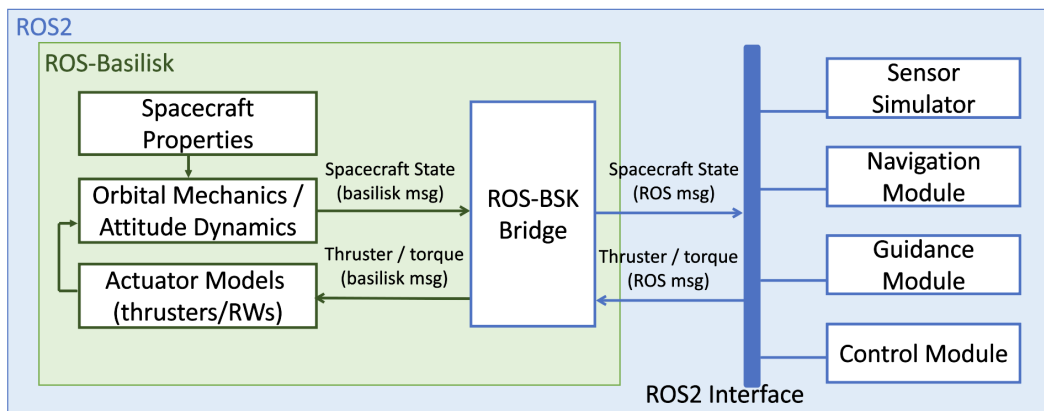 ROS2
ROS-Basilisk
Spacecraft
Properties
Orbital Mechanics /
Attitude Dynamics
Actuator Models
(thrusters/RWs)
Spacecraft State
(basilisk msg)
Thruster / torque
(basilisk msg)
ROS-BSK
Bridge
Spacecraft State
(ROS msg)
Thruster / torque
(ROS msg)
ROS2 Interface
Sensor
Simulator
Navigation
Module
Guidance
Module
Control Module